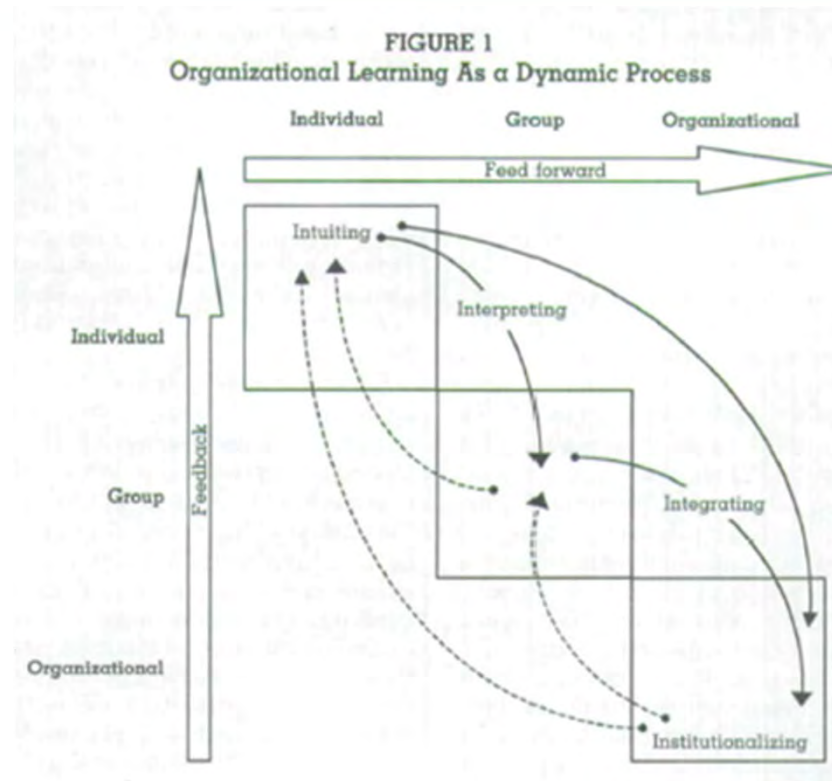 FIGURE 1
Organizational Learning As a Dynamic Process
Individual Group Organizational
Feed forward
Intuiting
Interpreting
Individual
Feedback
Group
Integrating
Organizational
Institutionalizing